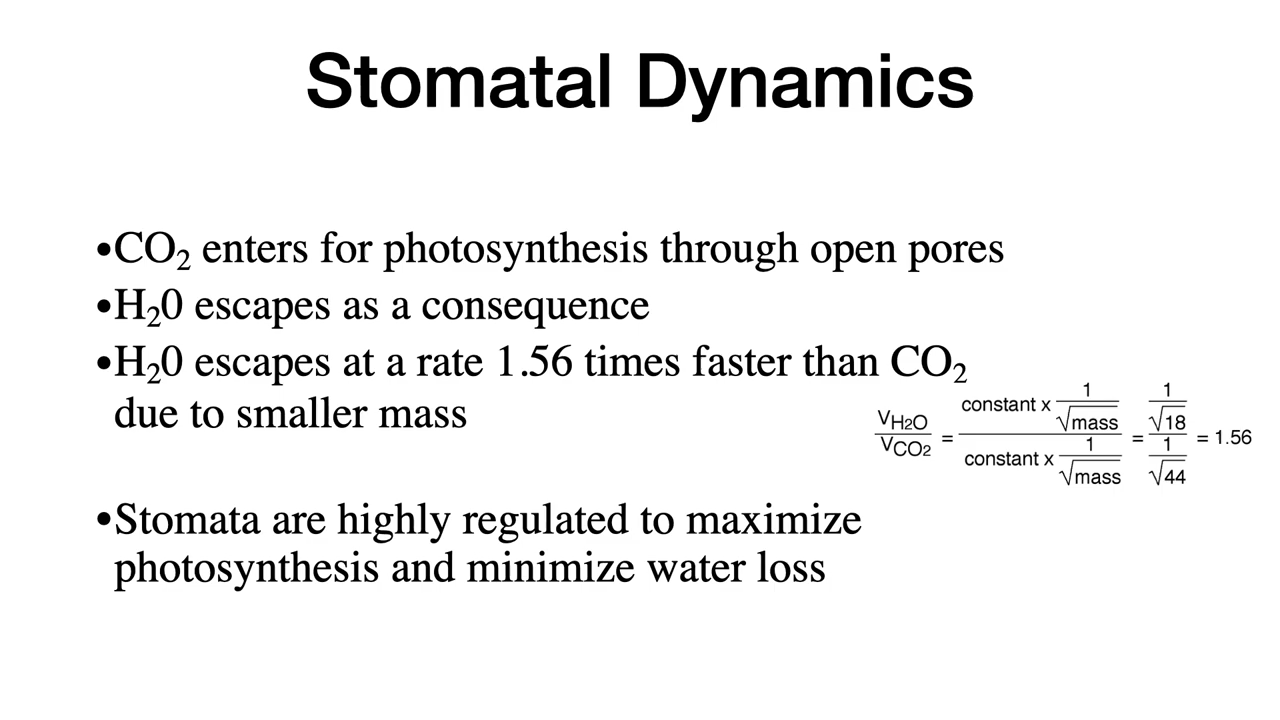 Stomatal Dynamics
•CO₂ enters for photosynthesis through open pores
•H₂0 escapes as a consequence
•H₂0 escapes at a rate 1.56 times faster than CO₂
due to smaller mass
V_H2O / V_CO2 = (constant x 1/√mass) / (constant x 1/√mass) = (1/√18) / (1/√44) = 1.56
•Stomata are highly regulated to maximize
photosynthesis and minimize water loss